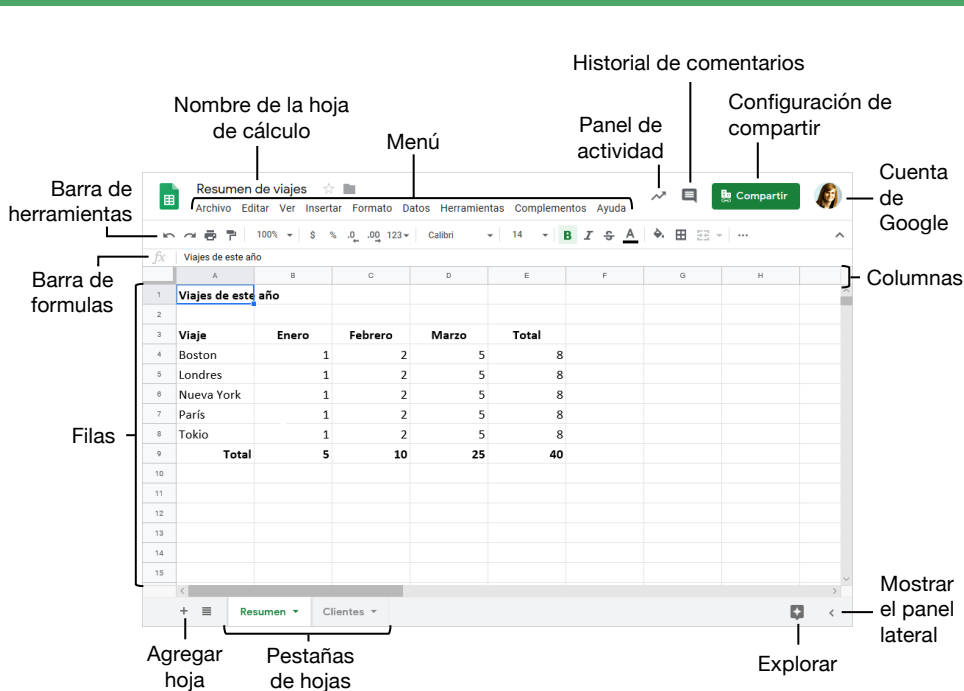 Historial de comentarios
Nombre de la hoja
de cálculo
Menú
Panel de
actividad
Configuración de
compartir
Cuenta
de
Google
Barra de
herramientas
Resumen de viajes
Compartir
Archivo Editar Ver Insertar Formato Datos Herramientas Complementos Ayuda
100% $ % .0 .00 123 Calibri 14 B I S A ...
Barra de
formulas
fx Viajes de este año
Columnas
A B C D E F G H
1 Viajes de este año
2
3 Viaje Enero Febrero Marzo Total
4 Boston 1 2 5 8
5 Londres 1 2 5 8
6 Nueva York 1 2 5 8
7 París 1 2 5 8
Filas
8 Tokio 1 2 5 8
9 Total 5 10 25 40
10
11
12
13
14
15
Mostrar
el panel
lateral
+ Resumen Clientes
Agregar
hoja
Pestañas
de hojas
Explorar